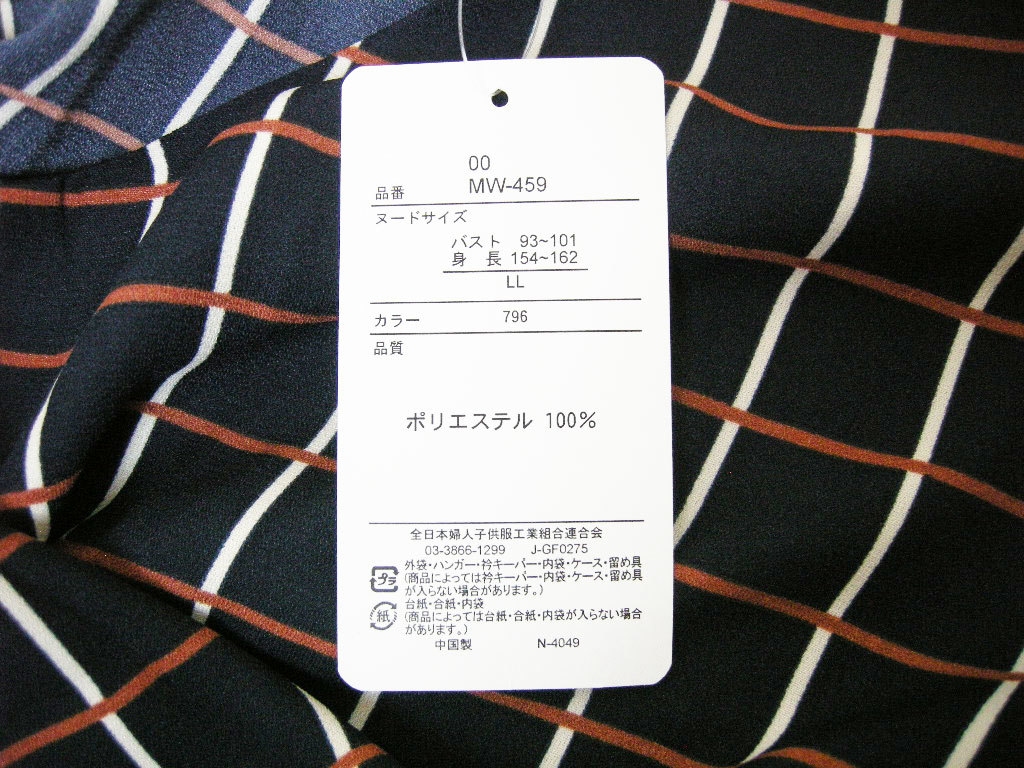 00
品番 MW-459
ヌードサイズ
バスト 93~101
身 長 154~162
LL
カラー 796
品質
ポリエステル 100%
全日本婦人子供服工業組合連合会
03-3866-1299 J-GF0275
プラ 外袋・ハンガー・衿キーパー・内袋・ケース・留め具
(商品によっては衿キーパー・内袋・ケース・留め具
が入らない場合があります。)
紙 台紙・合紙・内袋
(商品によっては台紙・合紙・内袋が入らない場合
があります。)
中国製 N-4049